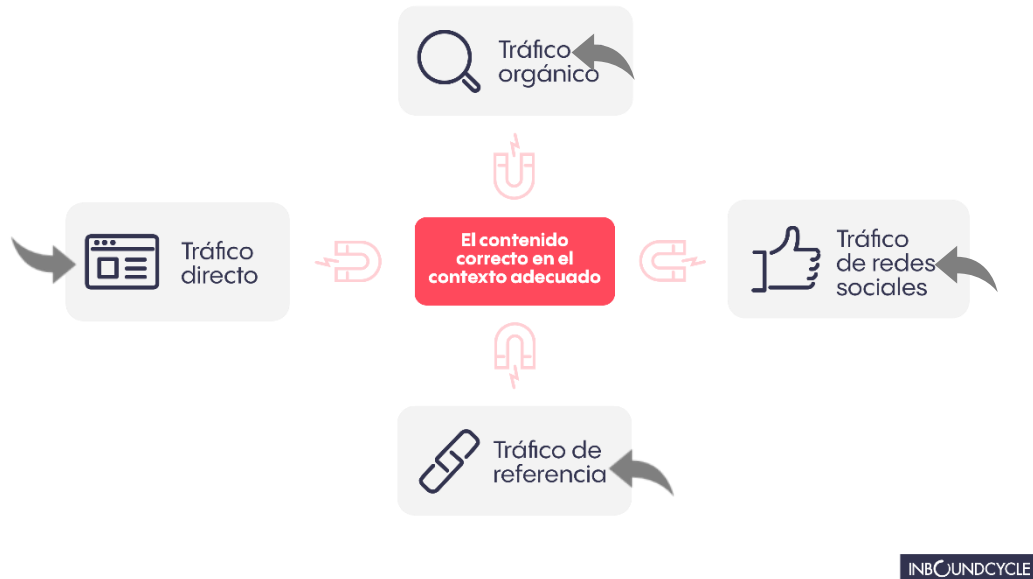 Tráfico
orgánico
Tráfico
directo
El contenido
correcto en el
contexto adecuado
Tráfico
de redes
sociales
Tráfico de
referencia
INBOUNDCYCLE